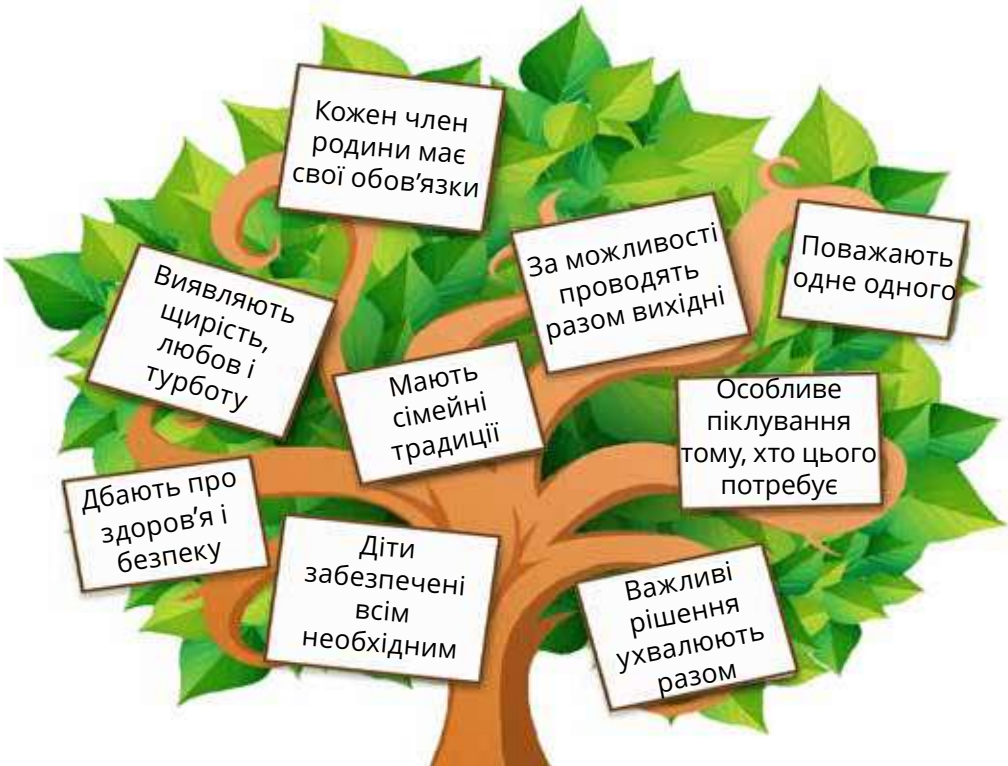 Кожен член
родини має
свої обов’язки
За можливості
проводять
разом вихідні
Поважають
одне одного
Виявляють
щирість,
любов і
турботу
Мають
сімейні
традиції
Особливе
піклування
тому, хто цього
потребує
Дбають про
здоров’я і
безпеку
Діти
забезпечені
всім
необхідним
Важливі
рішення
ухвалюють
разом